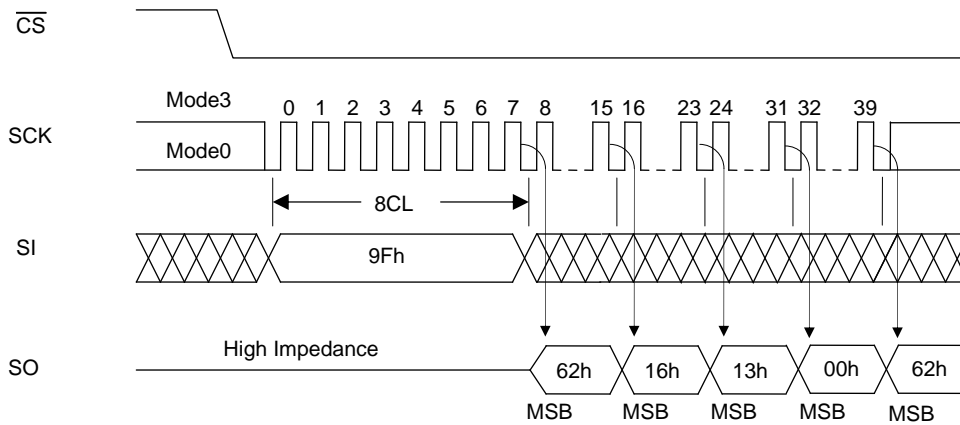 CS
Mode3
0 1 2 3 4 5 6 7 8 15 16 23 24 31 32 39
SCK
Mode0
8CL
SI
9Fh
High Impedance
SO
62h 16h 13h 00h 62h
MSB MSB MSB MSB MSB